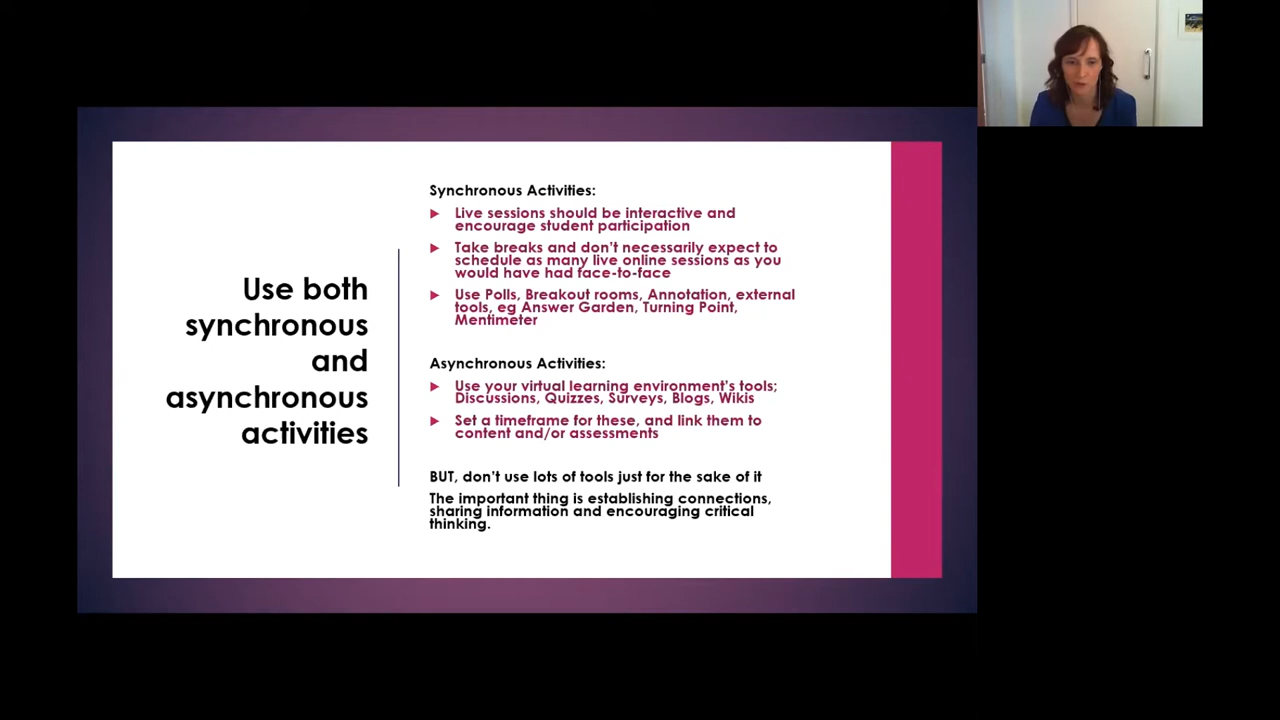 Use both
synchronous
and
asynchronous
activities
Synchronous Activities:
Live sessions should be interactive and
encourage student participation
Take breaks and don't necessarily expect to
schedule as many live online sessions as you
would have had face-to-face
Use Polls, Breakout rooms, Annotation, external
tools, eg Answer Garden, Turning Point,
Mentimeter
Asynchronous Activities:
Use your virtual learning environment's tools;
Discussions, Quizzes, Surveys, Blogs, Wikis
Set a timeframe for these, and link them to
content and/or assessments
BUT, don't use lots of tools just for the sake of it
The important thing is establishing connections,
sharing information and encouraging critical
thinking.